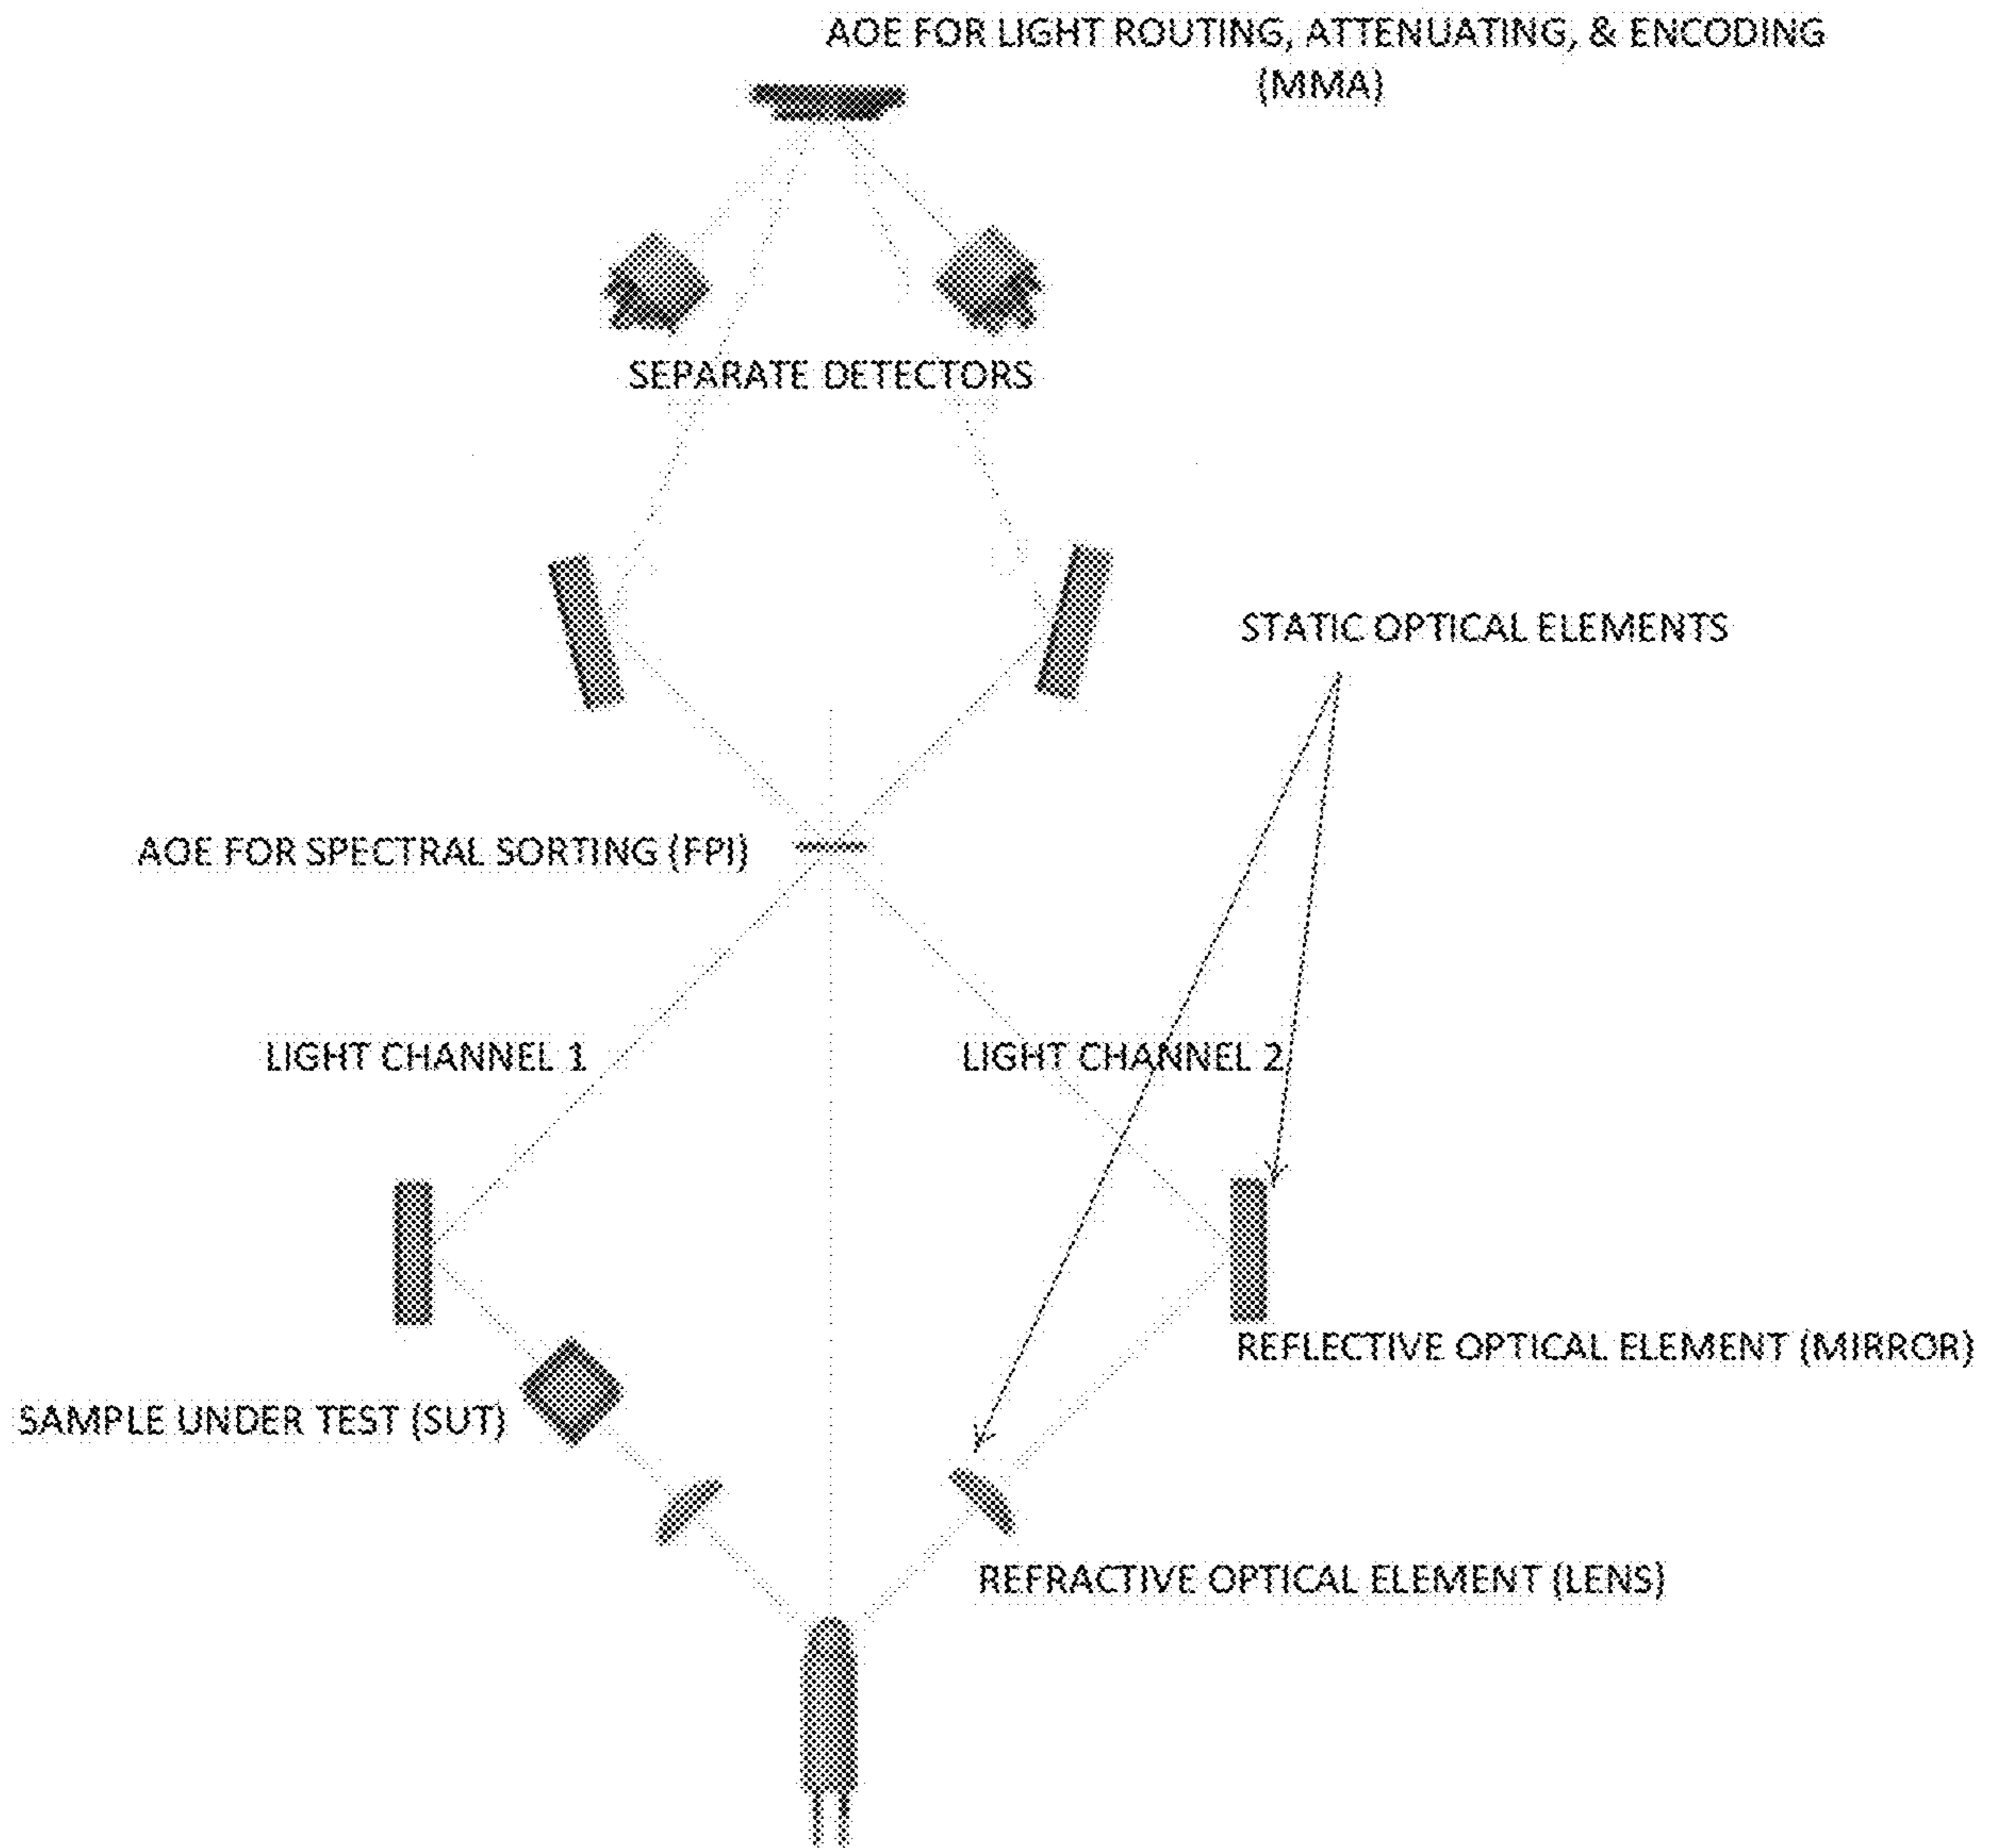 AOE FOR LIGHT ROUTING, ATTENUATING, & ENCODING
(MMA)
SEPARATE DETECTORS
STATIC OPTICAL ELEMENTS
AOE FOR SPECTRAL SORTING (FPI)
LIGHT CHANNEL 1
LIGHT CHANNEL 2
REFLECTIVE OPTICAL ELEMENT (MIRROR)
SAMPLE UNDER TEST (SUT)
REFRACTIVE OPTICAL ELEMENT (LENS)